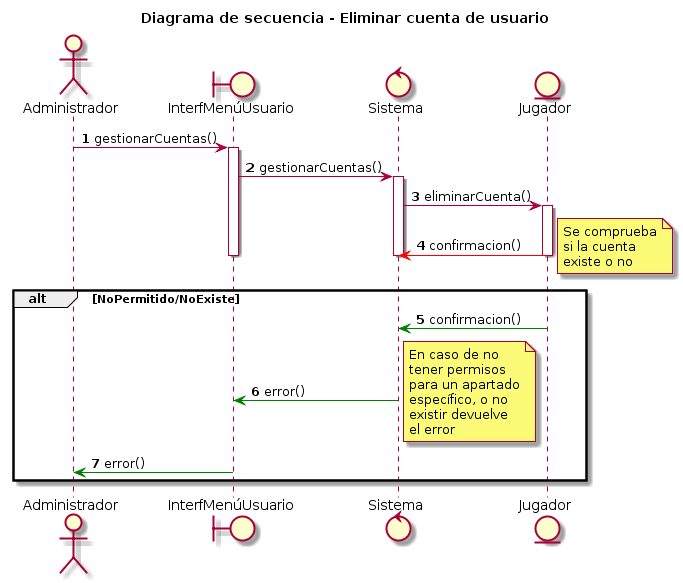 Diagrama de secuencia - Eliminar cuenta de usuario
Administrador
InterfMenúUsuario
Sistema
Jugador
1 gestionarCuentas()
2 gestionarCuentas()
3 eliminarCuenta()
Se comprueba
si la cuenta
existe o no
4 confirmacion()
alt
[NoPermitido/NoExiste]
5 confirmacion()
En caso de no
tener permisos
para un apartado
específico, o no
existir devuelve
el error
6 error()
7 error()
Administrador
InterfMenúUsuario
Sistema
Jugador